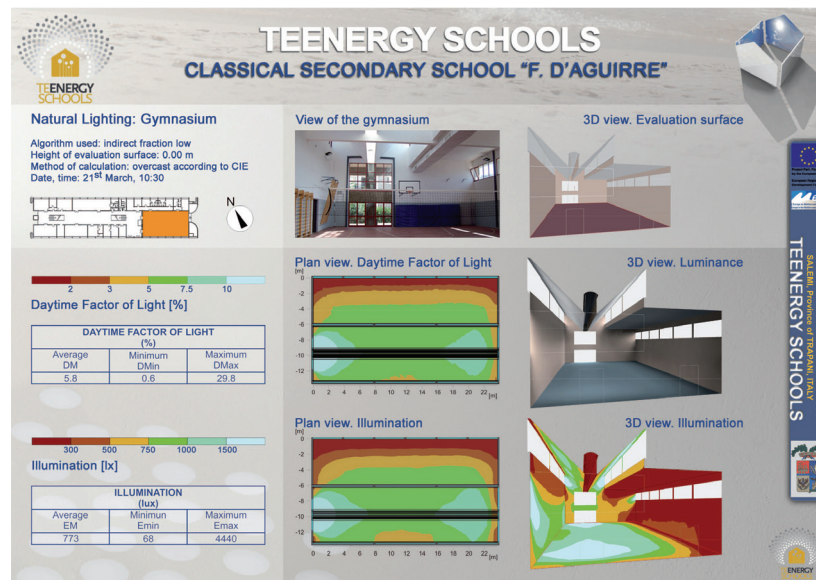 TEENERGY SCHOOLS
CLASSICAL SECONDARY SCHOOL "F. D'AGUIRRE"
TEENERGY
SCHOOLS
Natural Lighting: Gymnasium
Algorithm used: indirect fraction low
Height of evaluation surface: 0.00 m
Method of calculation: overcast according to CIE
Date, time: 21st March, 10:30
N
View of the gymnasium
3D view. Evaluation surface
2 3 5 7.5 10
Daytime Factor of Light [%]
DAYTIME FACTOR OF LIGHT
(%)
Average Minimum Maximum
DM DMin DMax
5.8 0.6 29.8
Plan view. Daytime Factor of Light
[m]
0
-2
-4
-6
-8
-10
-12
0 2 4 6 8 10 12 14 16 18 20 22 [m]
3D view. Luminance
300 500 750 1000 1500
Illumination [lx]
ILLUMINATION
(lux)
Average Minimun Maximum
EM Emin Emax
773 68 4440
Plan view. Illumination
[m]
0
-2
-4
-6
-8
-10
-12
0 2 4 6 8 10 12 14 16 18 20 22 [m]
3D view. Illumination
SALEMI, Province of TRAPANI, ITALY
TEENERGY SCHOOLS
ENERGY